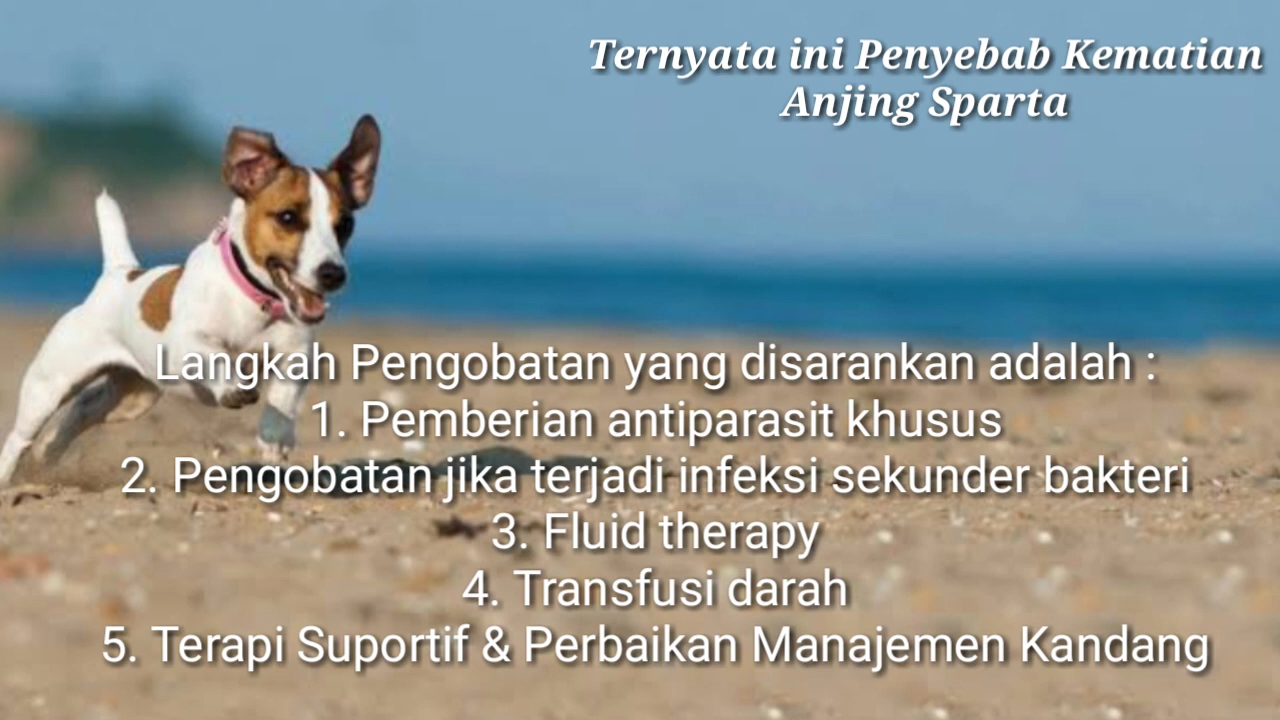 Ternyata ini Penyebab Kematian
Anjing Sparta
Langkah Pengobatan yang disarankan adalah :
1. Pemberian antiparasit khusus
2. Pengobatan jika terjadi infeksi sekunder bakteri
3. Fluid therapy
4. Transfusi darah
5. Terapi Suportif & Perbaikan Manajemen Kandang